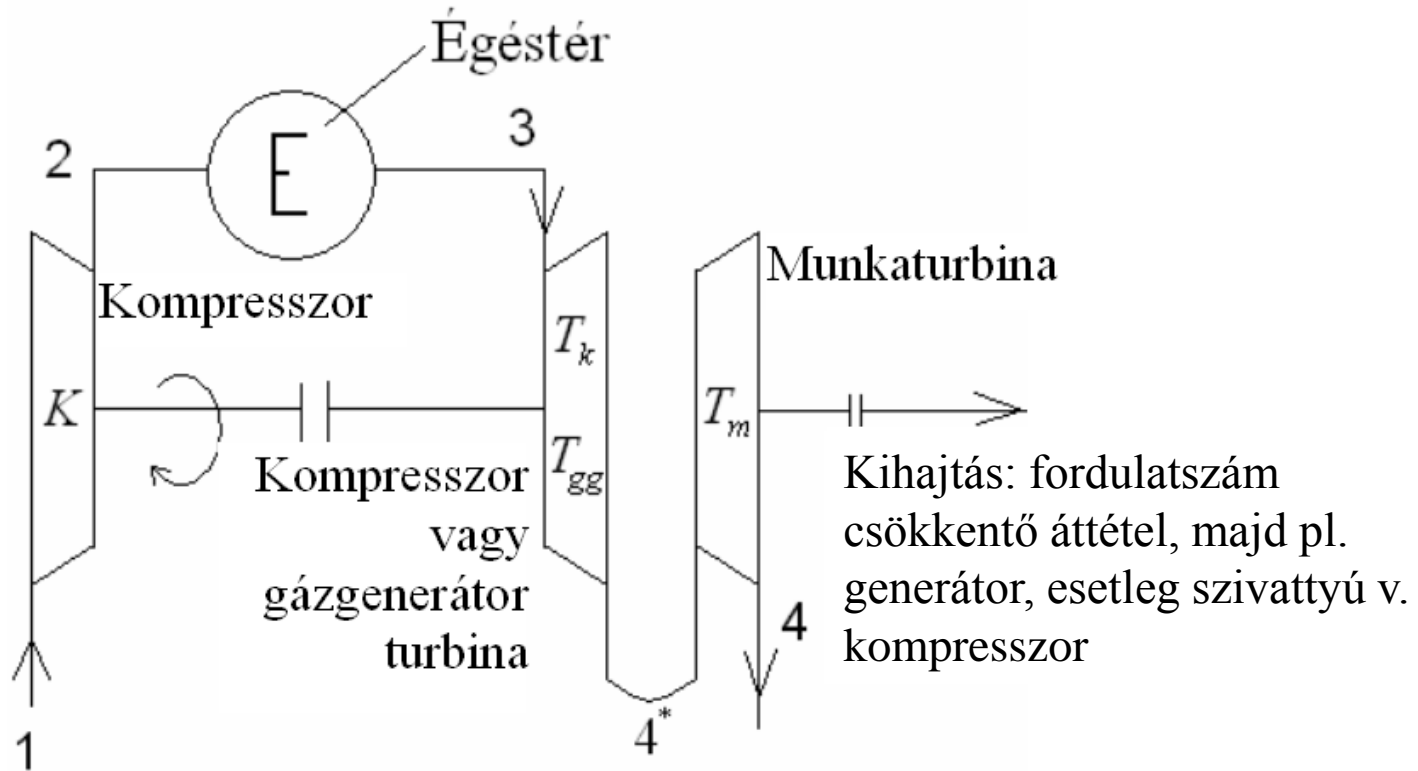 Égéstér
2
E
3
Kompresszor
Munkaturbina
T_k
K
T_m
T_gg
Kompresszor
vagy
gázgenerátor
turbina
Kihajtás: fordulatszám
csökkentő áttétel, majd pl.
generátor, esetleg szivattyú v.
kompresszor
4
4*
1